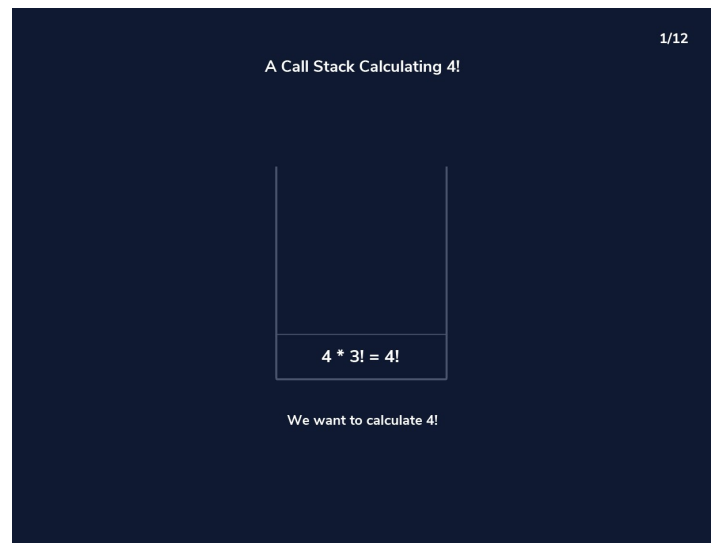 1/12
A Call Stack Calculating 4!
4 * 3! = 4!
We want to calculate 4!